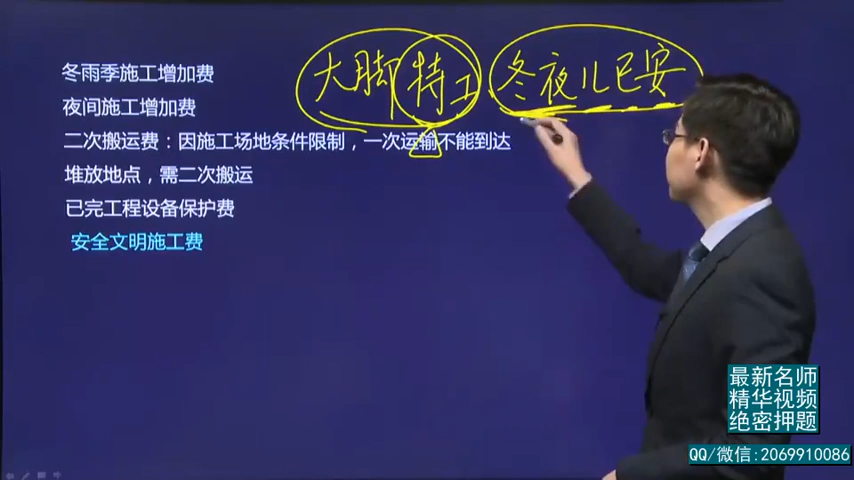 大脚特工 冬夜儿已安
冬雨季施工增加费
夜间施工增加费
二次搬运费：因施工场地条件限制，一次运输不能到达
堆放地点，需二次搬运
已完工程设备保护费
安全文明施工费
最新名师
精华视频
绝密押题
QQ/微信:2069910086